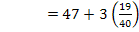 = 47 + 3 (19/40)